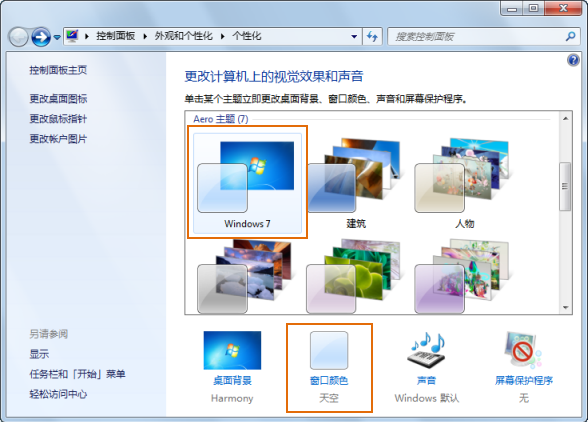 控制面板 外观和个性化 个性化 搜索控制面板
控制面板主页
更改桌面图标
更改鼠标指针
更改帐户图片
更改计算机上的视觉效果和声音
单击某个主题立即更改桌面背景、窗口颜色、声音和屏幕保护程序。
Aero 主题 (7)
Windows 7 建筑 人物
桌面背景 窗口颜色 声音 屏幕保护程序
Harmony 天空 Windows 默认 无
另请参阅
显示
任务栏和「开始」菜单
轻松访问中心